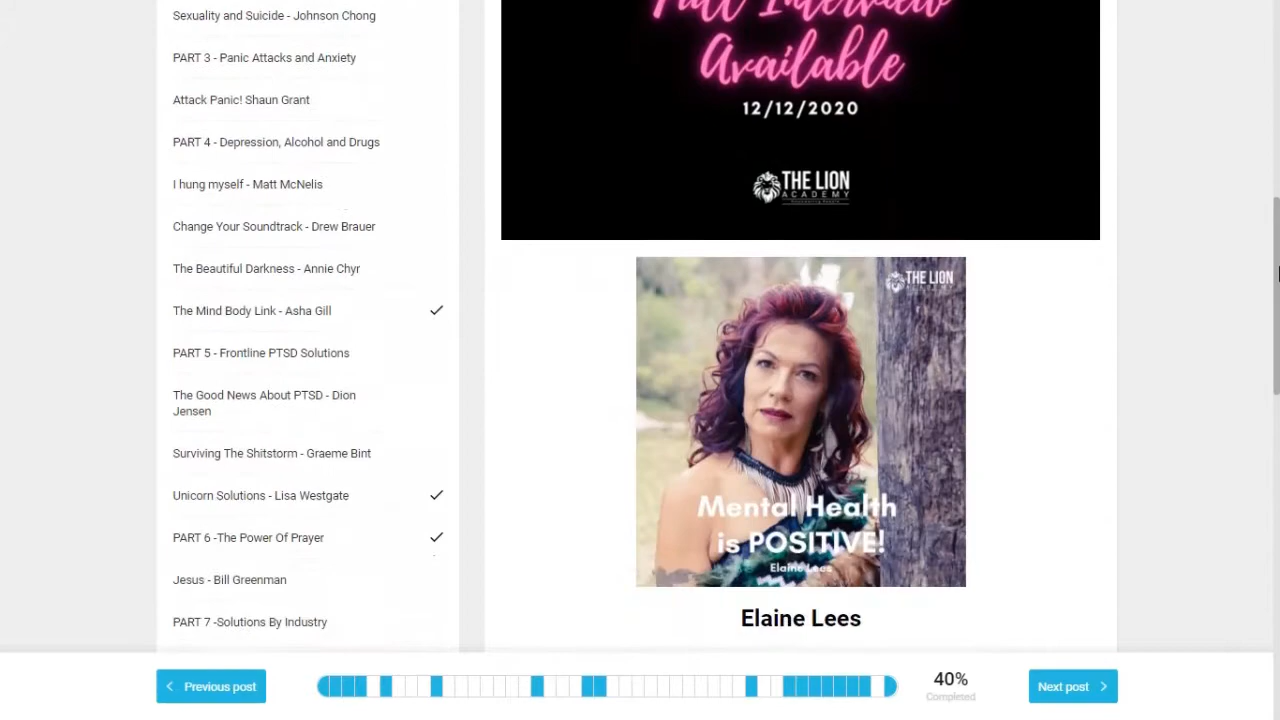 Sexuality and Suicide - Johnson Chong
PART 3 - Panic Attacks and Anxiety
Attack Panic! Shaun Grant
PART 4 - Depression, Alcohol and Drugs
I hung myself - Matt McNelis
Change Your Soundtrack - Drew Brauer
The Beautiful Darkness - Annie Chyr
The Mind Body Link - Asha Gill
PART 5 - Frontline PTSD Solutions
The Good News About PTSD - Dion
Jensen
Surviving The Shitstorm - Graeme Bint
Unicorn Solutions - Lisa Westgate
PART 6 -The Power Of Prayer
Jesus - Bill Greenman
PART 7 -Solutions By Industry
Full Interview
Available
12/12/2020
THE LION
ACADEMY
THE LION
ACADEMY
Mental Health
is POSITIVE!
Elaine Lees
Elaine Lees
Previous post
40%
Completed
Next post